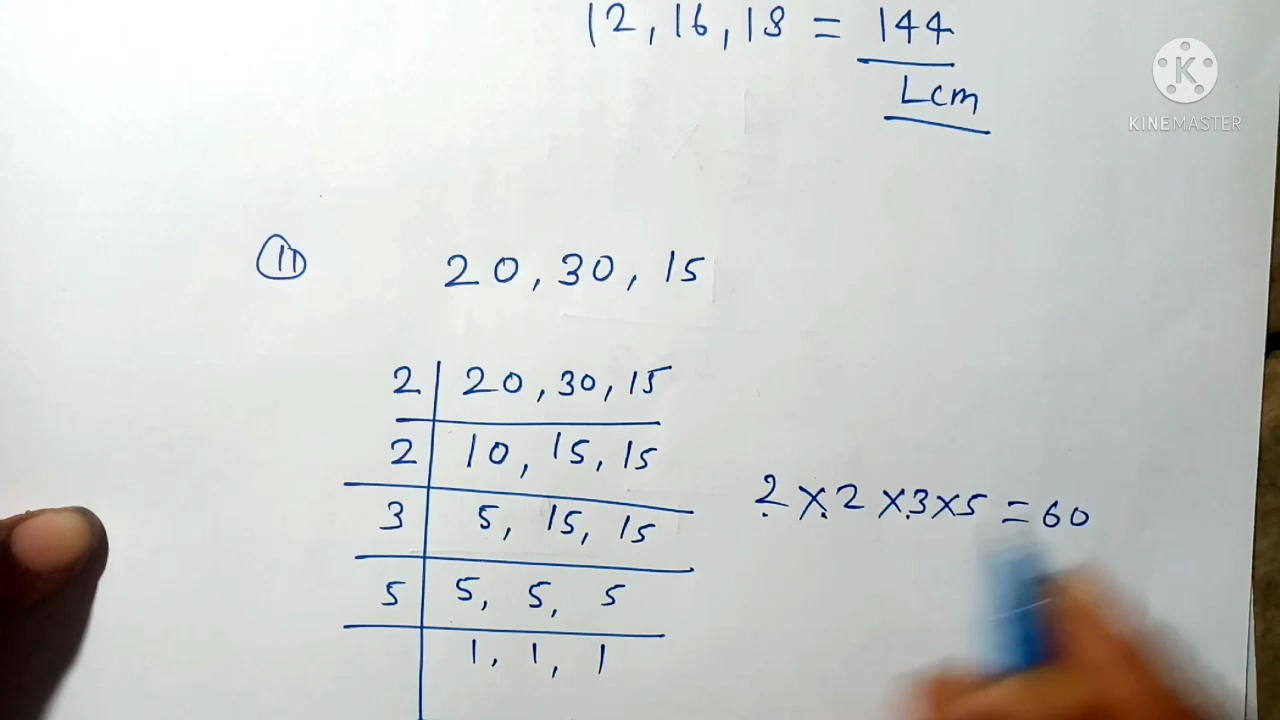 12, 16, 18 = 144
Lcm
KINEMASTER
11 20, 30, 15
2 20, 30, 15
2 10, 15, 15
3 5, 15, 15
5 5, 5, 5
1, 1, 1
2 × 2 × 3 × 5 = 60